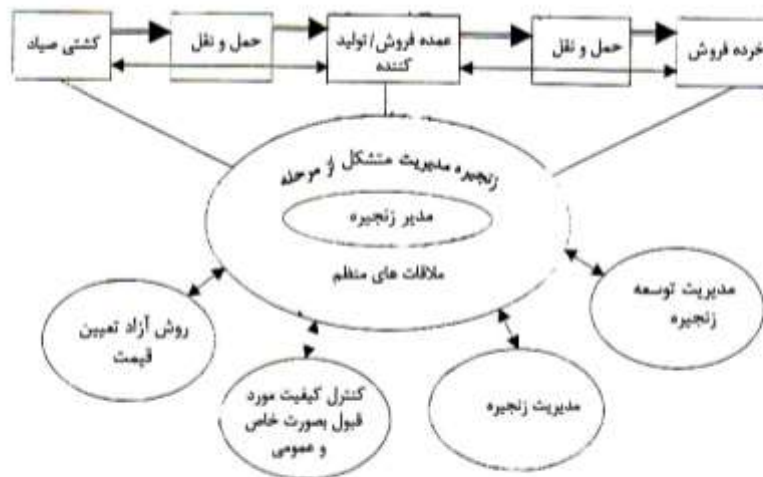 کشتی صیاد
حمل و نقل
عمده فروش/تولید
کننده
حمل و نقل
خرده فروش
زنجیره مدیریت متشکل از مرحله
مدیر زنجیره
ملاقات های منظم
روش آزاد تعیین
قیمت
کنترل کیفیت مورد
قبول بصورت خاص
و عمومی
مدیریت زنجیره
مدیریت توسعه
زنجیره